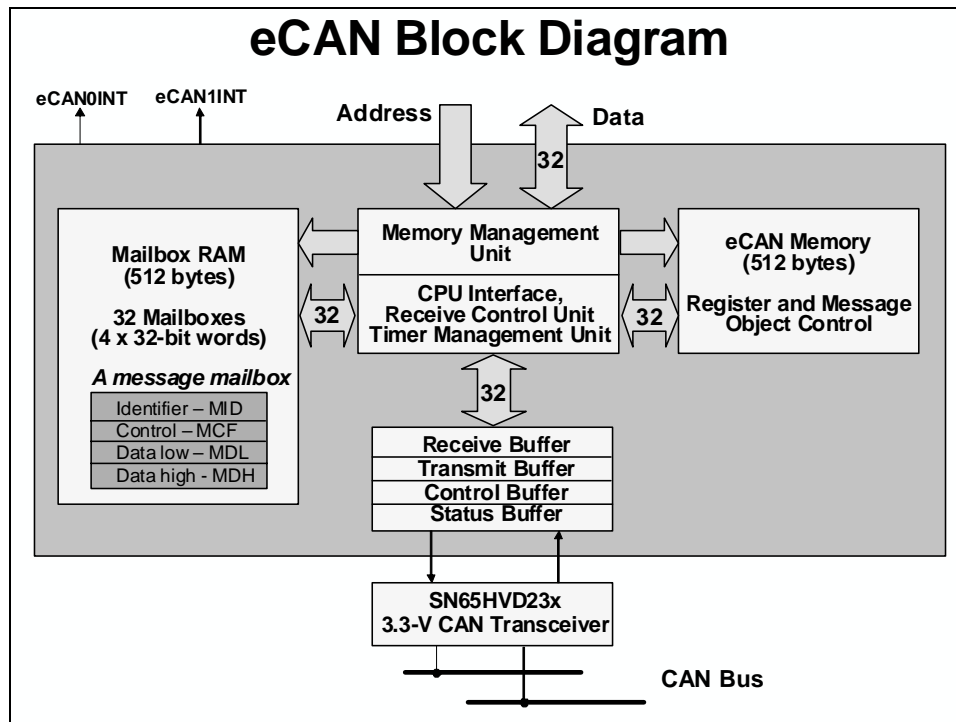 eCAN Block Diagram
eCAN0INT
eCAN1INT
Address
Data
32
Mailbox RAM
(512 bytes)
32 Mailboxes
(4 x 32-bit words)
A message mailbox
Identifier – MID
Control – MCF
Data low – MDL
Data high - MDH
32
Memory Management
Unit
CPU Interface,
Receive Control Unit
Timer Management Unit
32
eCAN Memory
(512 bytes)
Register and Message
Object Control
32
Receive Buffer
Transmit Buffer
Control Buffer
Status Buffer
SN65HVD23x
3.3-V CAN Transceiver
CAN Bus